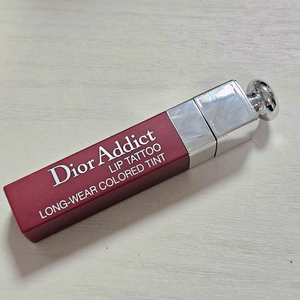 Dior Addict
LIP TATTOO
LONG-WEAR COLORED TINT